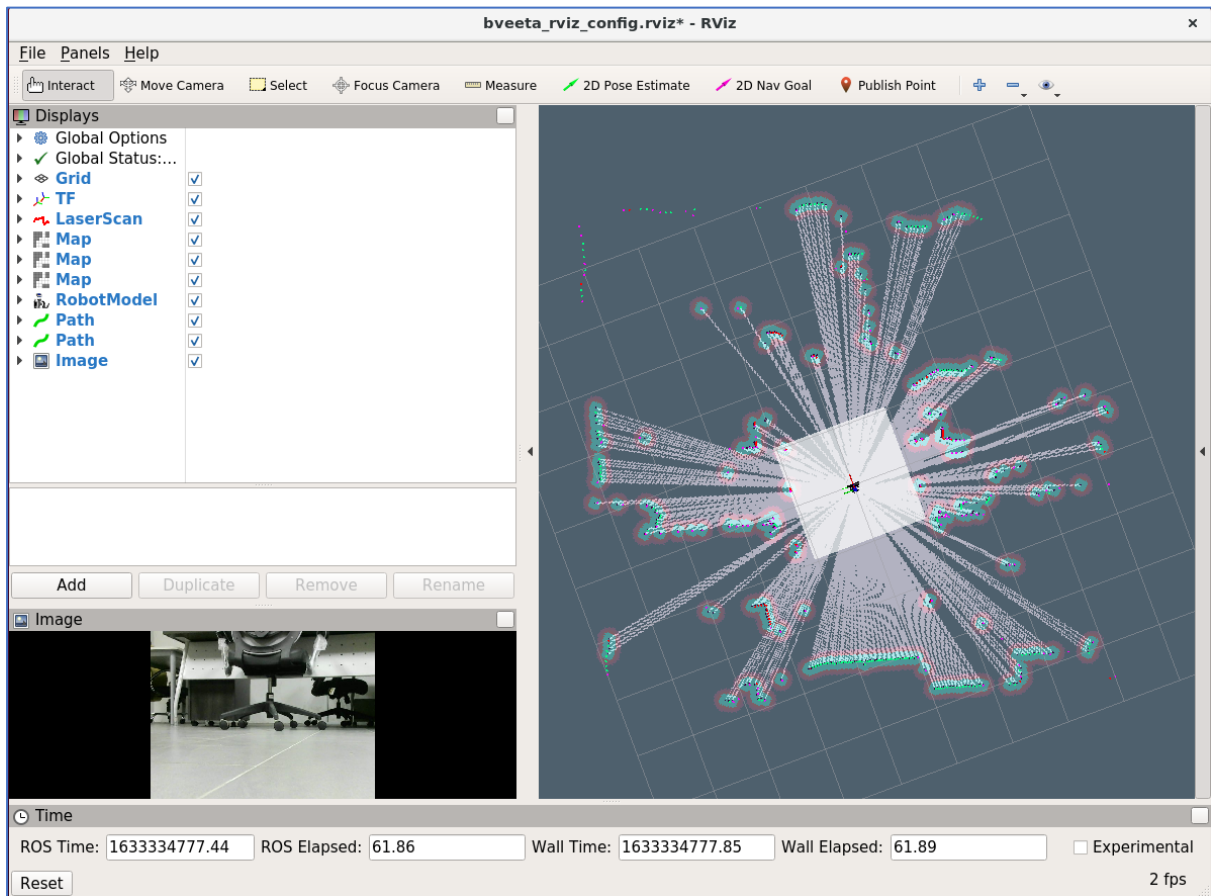 bveeta_rviz_config.rviz* - RViz
File Panels Help
Interact Move Camera Select Focus Camera Measure 2D Pose Estimate 2D Nav Goal Publish Point
Displays
Global Options
Global Status:...
Grid
TF
LaserScan
Map
Map
Map
RobotModel
Path
Path
Image
Add Duplicate Remove Rename
Image
Time
ROS Time: 1633334777.44 ROS Elapsed: 61.86 Wall Time: 1633334777.85 Wall Elapsed: 61.89 Experimental
Reset 2 fps